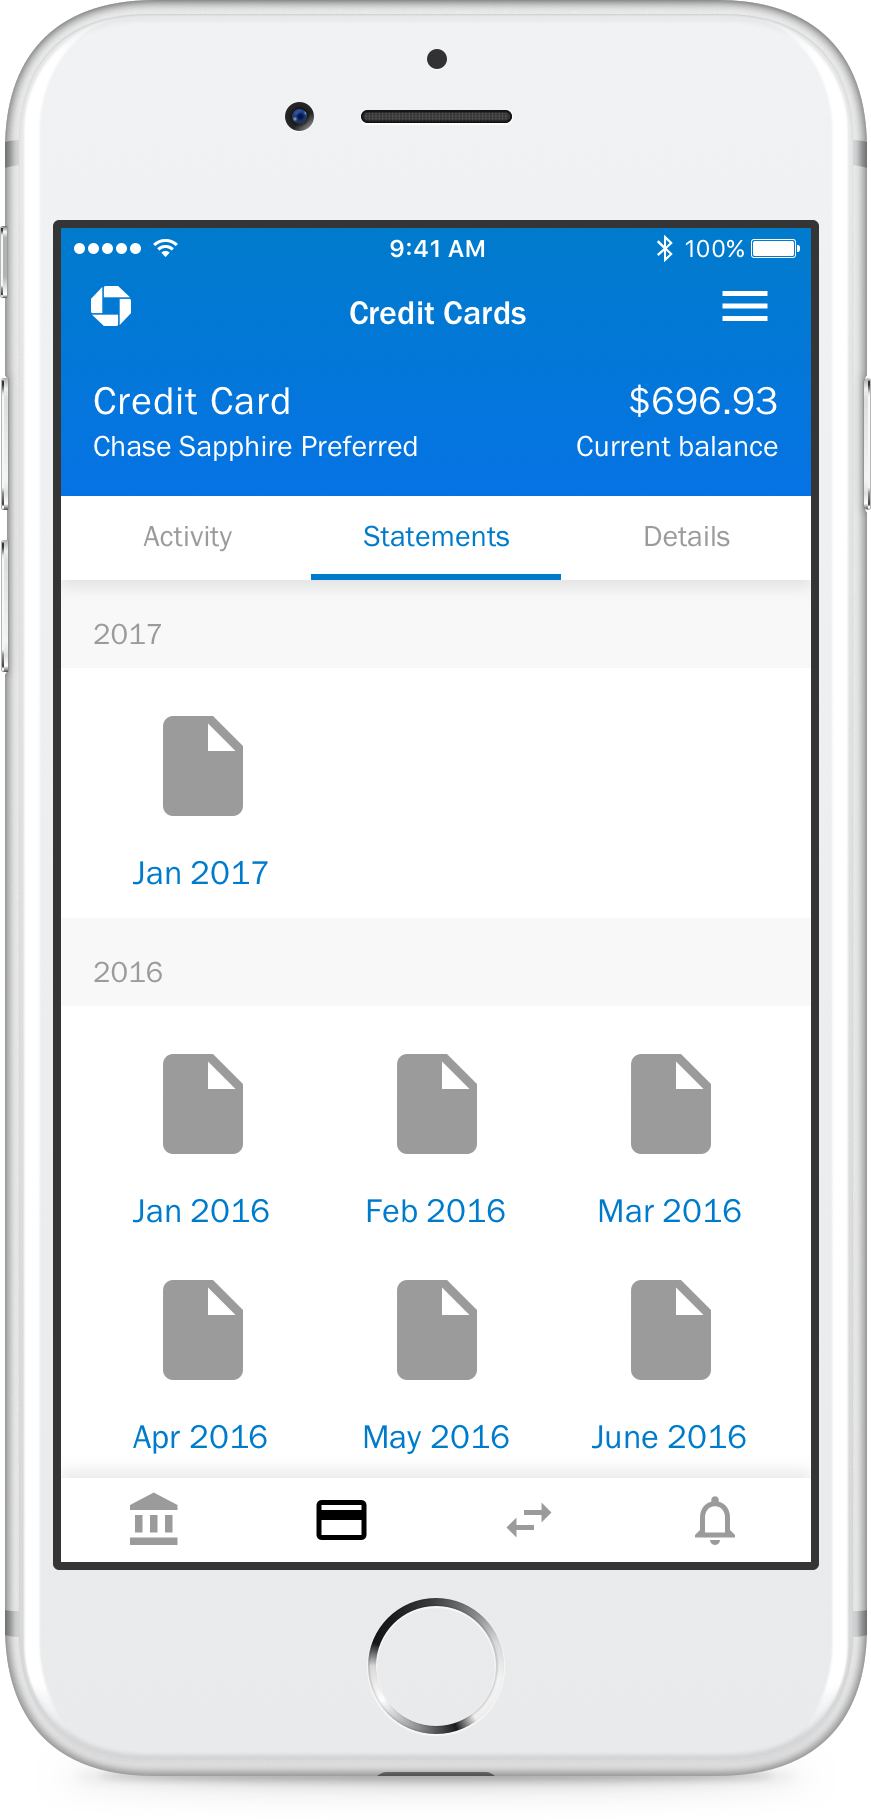 9:41 AM 100%
Credit Cards
Credit Card $696.93
Chase Sapphire Preferred Current balance
Activity Statements Details
2017
Jan 2017
2016
Jan 2016 Feb 2016 Mar 2016
Apr 2016 May 2016 June 2016